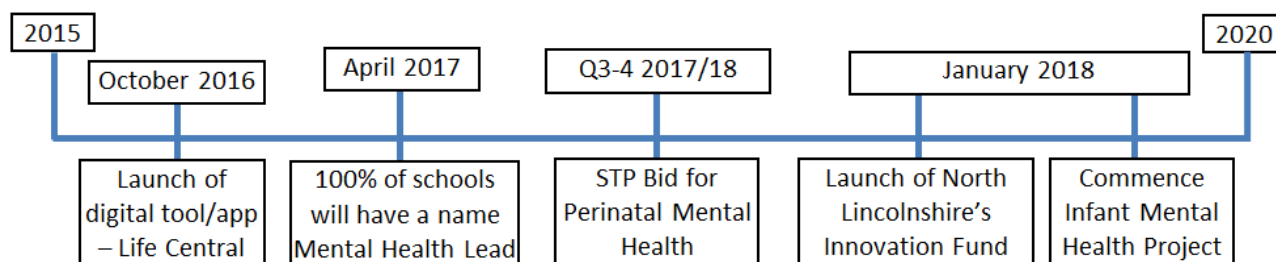 2015
2020
October 2016
April 2017
Q3-4 2017/18
January 2018
Launch of
digital tool/app
– Life Central
100% of schools
will have a name
Mental Health Lead
STP Bid for
Perinatal Mental
Health
Launch of North
Lincolnshire's
Innovation Fund
Commence
Infant Mental
Health Project